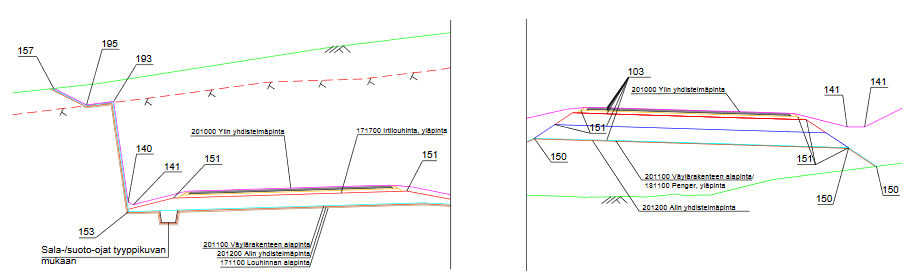 157
195
193
201000 Ylin yhdistelmäpinta
171700 Irtilouhinta, yläpinta
140
141
151
151
153
Sala-/suoto-ojat tyyppikuvan
mukaan
201100 Väylärakenteen alapinta
201200 Alin yhdistelmäpinta
171100 Louhinnan alapinta
103
201000 Ylin yhdistelmäpinta
141
141
151
151
150
201100 Väylärakenteen alapinta/
181100 Penger, yläpinta
201200 Alin yhdistelmäpinta
150
150